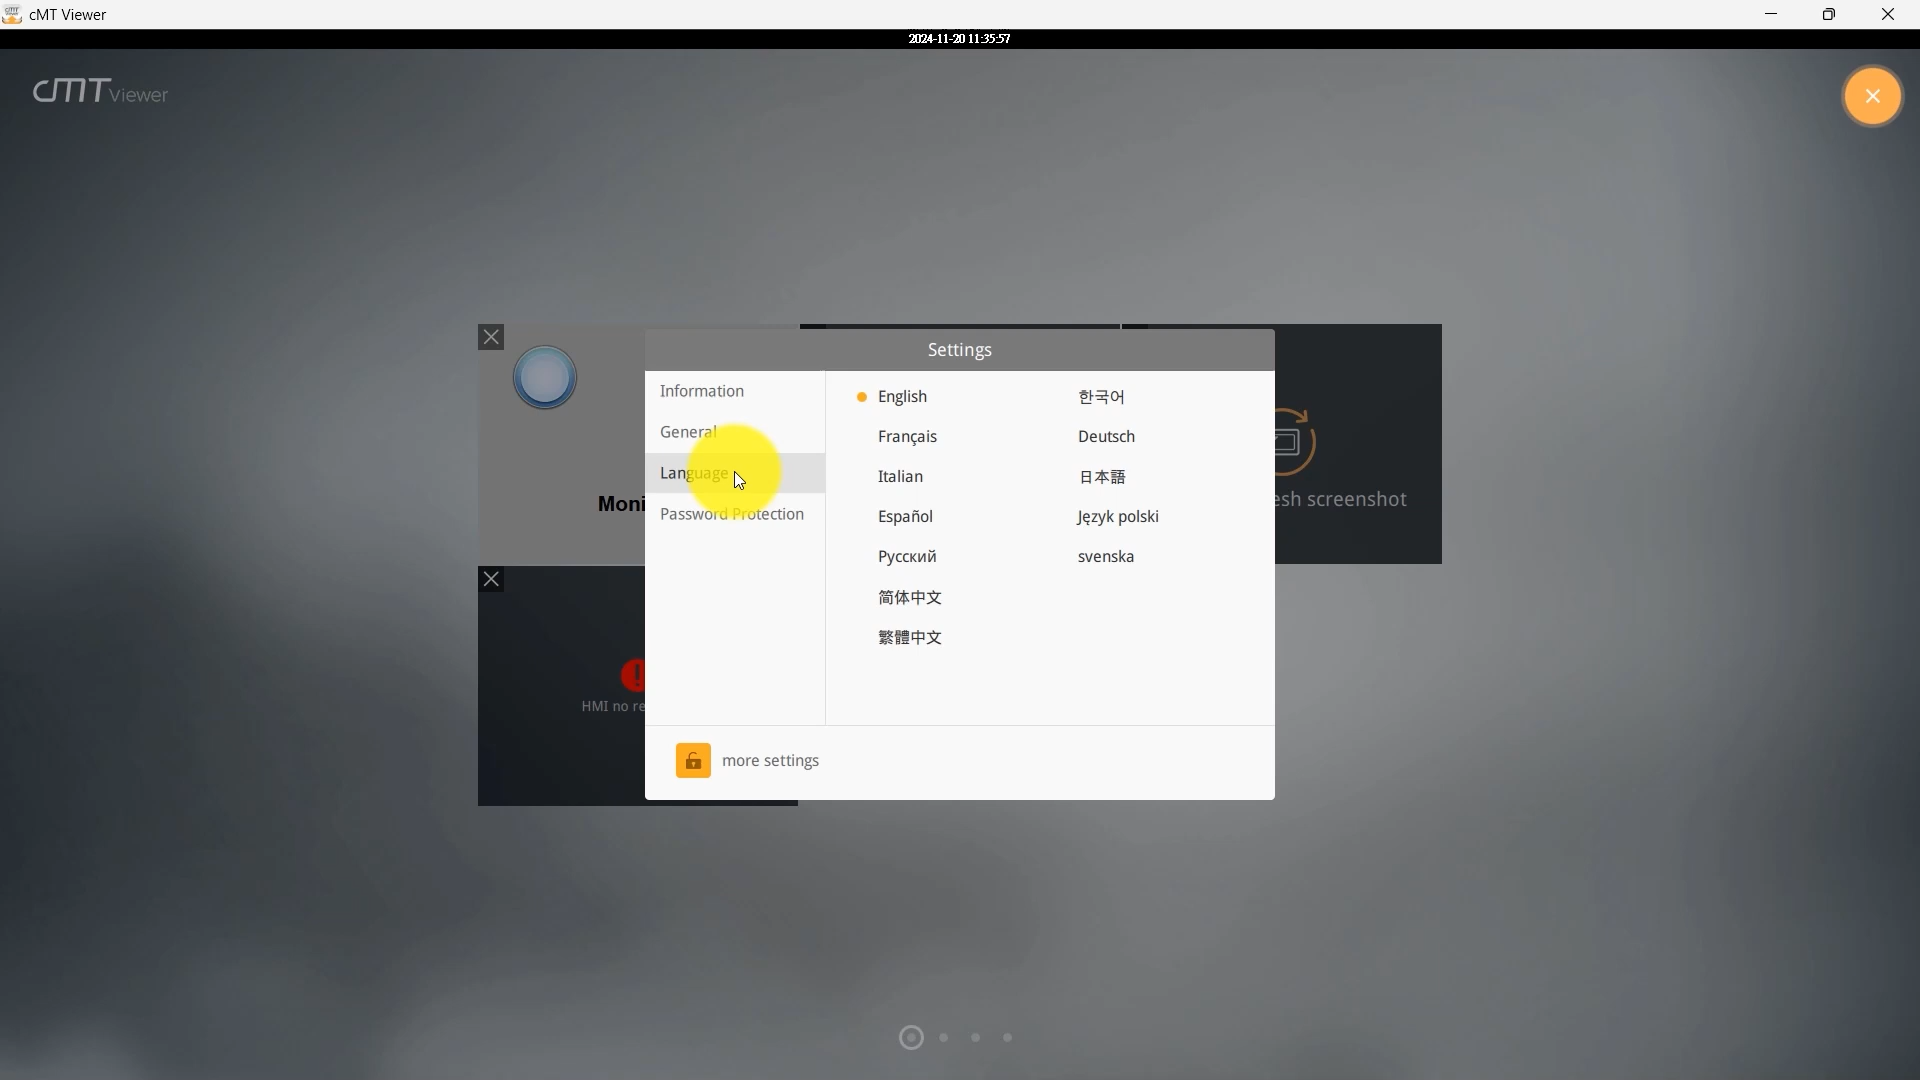 cMT Viewer
2024-11-20 11:35:57
cMT Viewer
Settings
Information
General
Language
Password Protection
English
Français
Italian
Español
Русский
简体中文
繁體中文
한국어
Deutsch
日本語
Język polski
svenska
more settings
Moni
esh screenshot
HMI no re